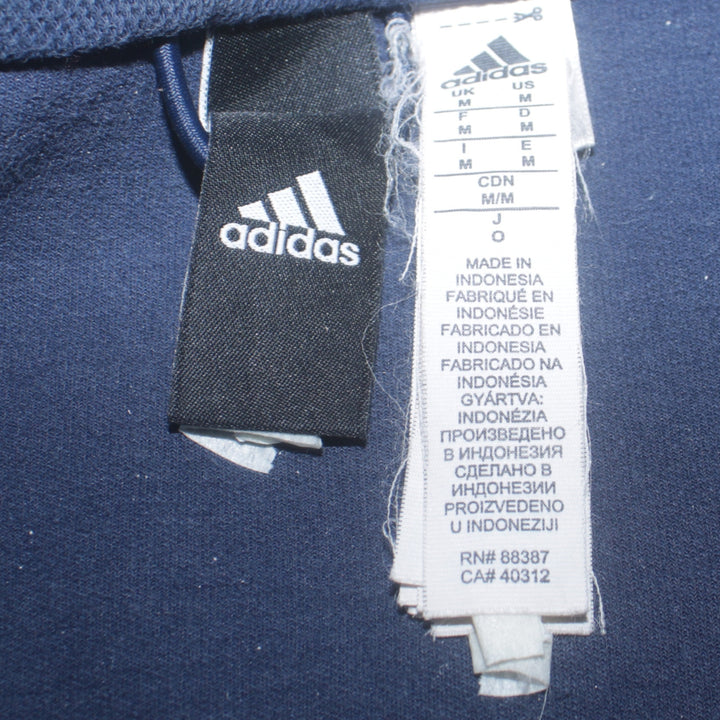 adidas
adidas
UK US
M M
F D
M M
I E
M M
CDN
M/M
J
O
MADE IN
INDONESIA
FABRIQUÉ EN
INDONÉSIE
FABRICADO EN
INDONESIA
FABRICADO NA
INDONÉSIA
GYÁRTVA:
INDONÉZIA
ПРОИЗВЕДЕНО
В ИНДОНЕЗИЯ
СДЕЛАНО В
ИНДОНЕЗИИ
PROIZVEDENO
U INDONEZIJI
RN# 88387
CA# 40312